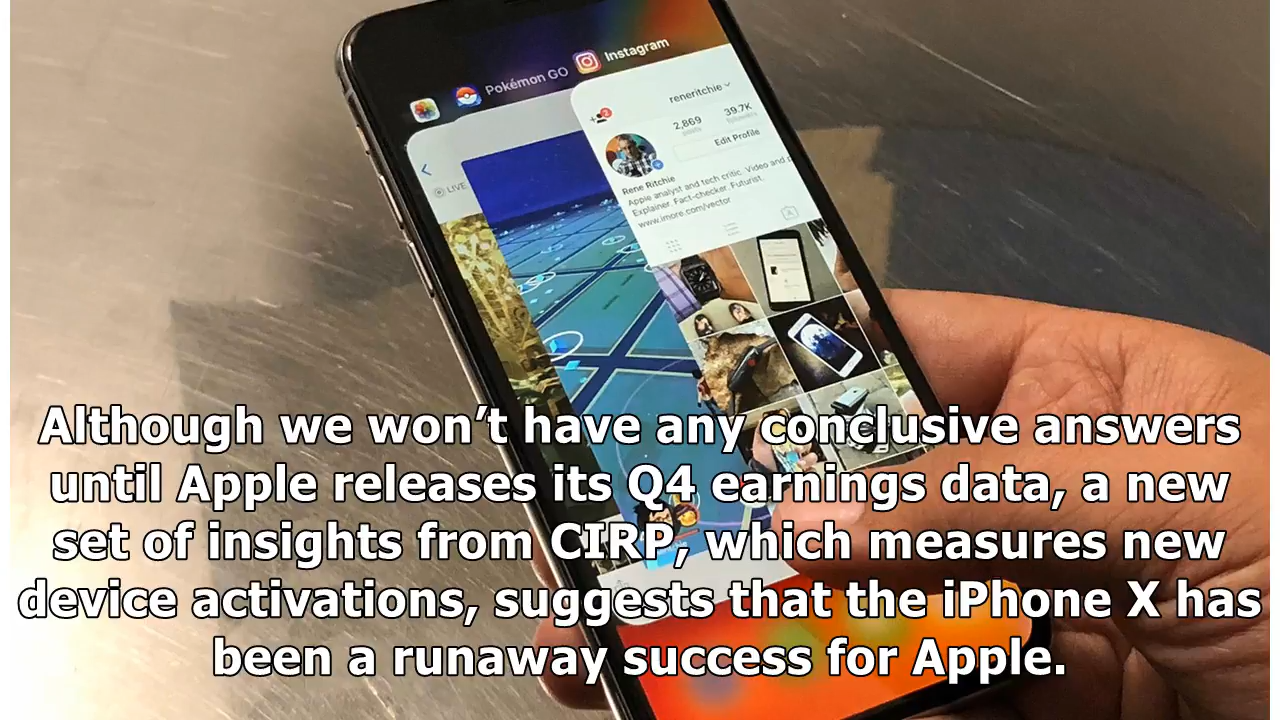 Pokémon GO
Instagram
reneritchie
2
2,869
39.7K
posts
followers
Edit Profile
LIVE
Rene Ritchie
Apple analyst and tech critic. Video and p
Explainer. Fact-checker. Futurist.
www.imore.com/vector
Although we won’t have any conclusive answers
until Apple releases its Q4 earnings data, a new
set of insights from CIRP, which measures new
device activations, suggests that the iPhone X has
been a runaway success for Apple.